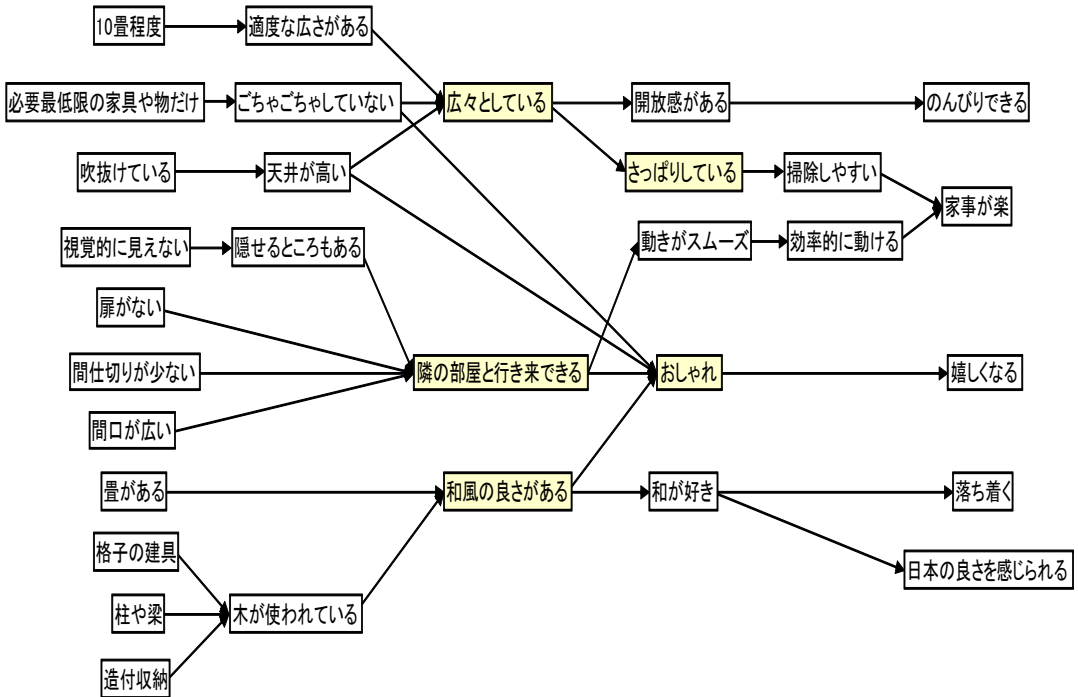 10畳程度
適度な広さがある
必要最低限の家具や物だけ
ごちゃごちゃしていない
広々としている
開放感がある
のんびりできる
吹抜けている
天井が高い
さっぱりしている
掃除しやすい
家事が楽
視覚的に見えない
隠せるところもある
動きがスムーズ
効率的に動ける
扉がない
間仕切りが少ない
隣の部屋と行き来できる
おしゃれ
嬉しくなる
間口が広い
畳がある
和風の良さがある
和が好き
落ち着く
格子の建具
日本の良さを感じられる
柱や梁
木が使われている
造付収納